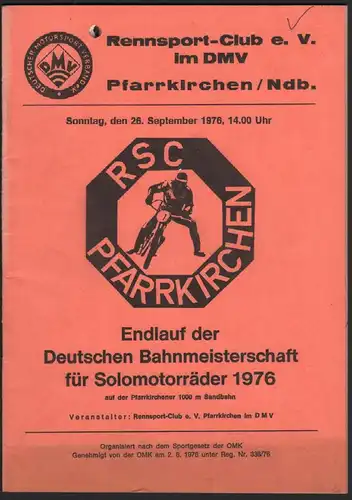 DEUTSCHER MOTORSPORT VERBAND e.V.
DMV
Rennsport-Club e. V.
im DMV
Pfarrkirchen / Ndb.
Sonntag, den 26. September 1976, 14.00 Uhr
RSC
PFARRKIRCHEN
Endlauf der
Deutschen Bahnmeisterschaft
für Solomotorräder 1976
auf der Pfarrkirchener 1000 m Sandbahn
Veranstalter: Rennsport-Club e. V. Pfarrkirchen im DMV
Organisiert nach dem Sportgesetz der OMK
Genehmigt von der OMK am 2. 6. 1976 unter Reg. Nr. 335/76